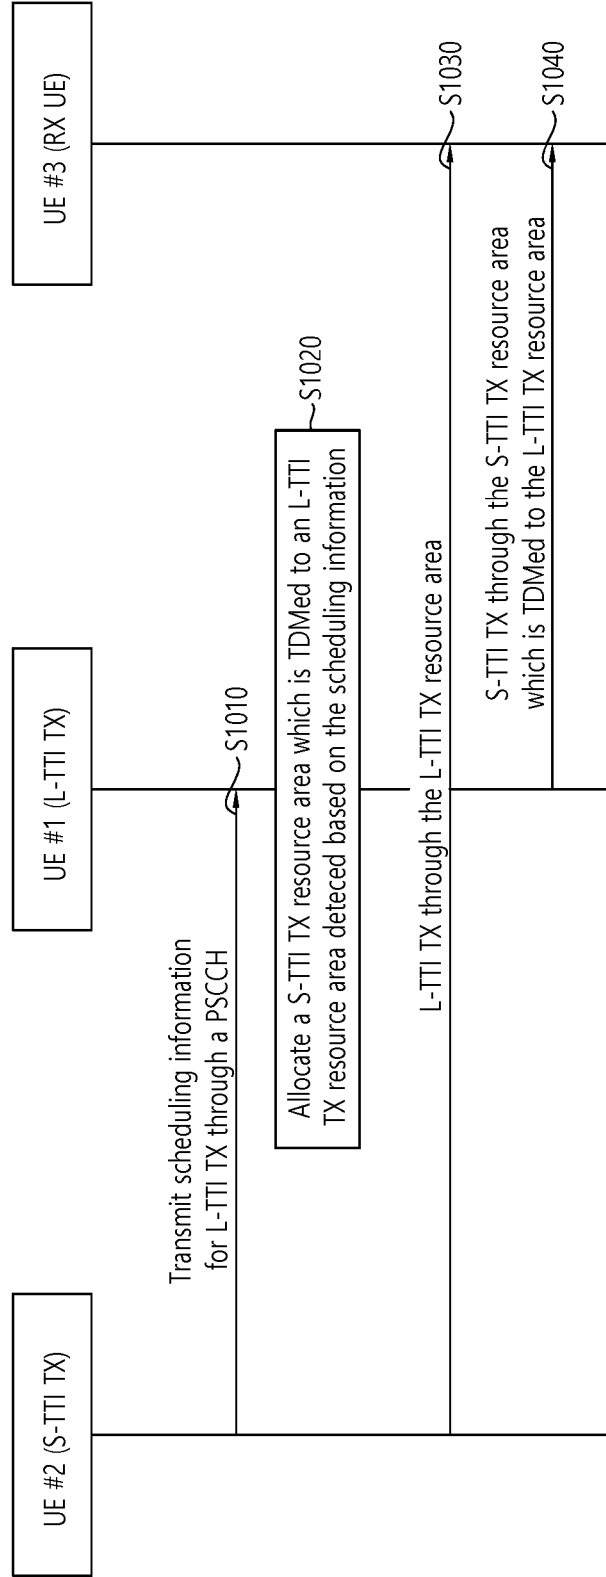 UE #2 (S-TTI TX)
UE #1 (L-TTI TX)
UE #3 (RX UE)
Transmit scheduling information
for L-TTI TX through a PSCCH
S1010
Allocate a S-TTI TX resource area which is TDMed to an L-TTI
TX resource area deteced based on the scheduling information
S1020
L-TTI TX through the L-TTI TX resource area
S1030
S-TTI TX through the S-TTI TX resource area
which is TDMed to the L-TTI TX resource area
S1040